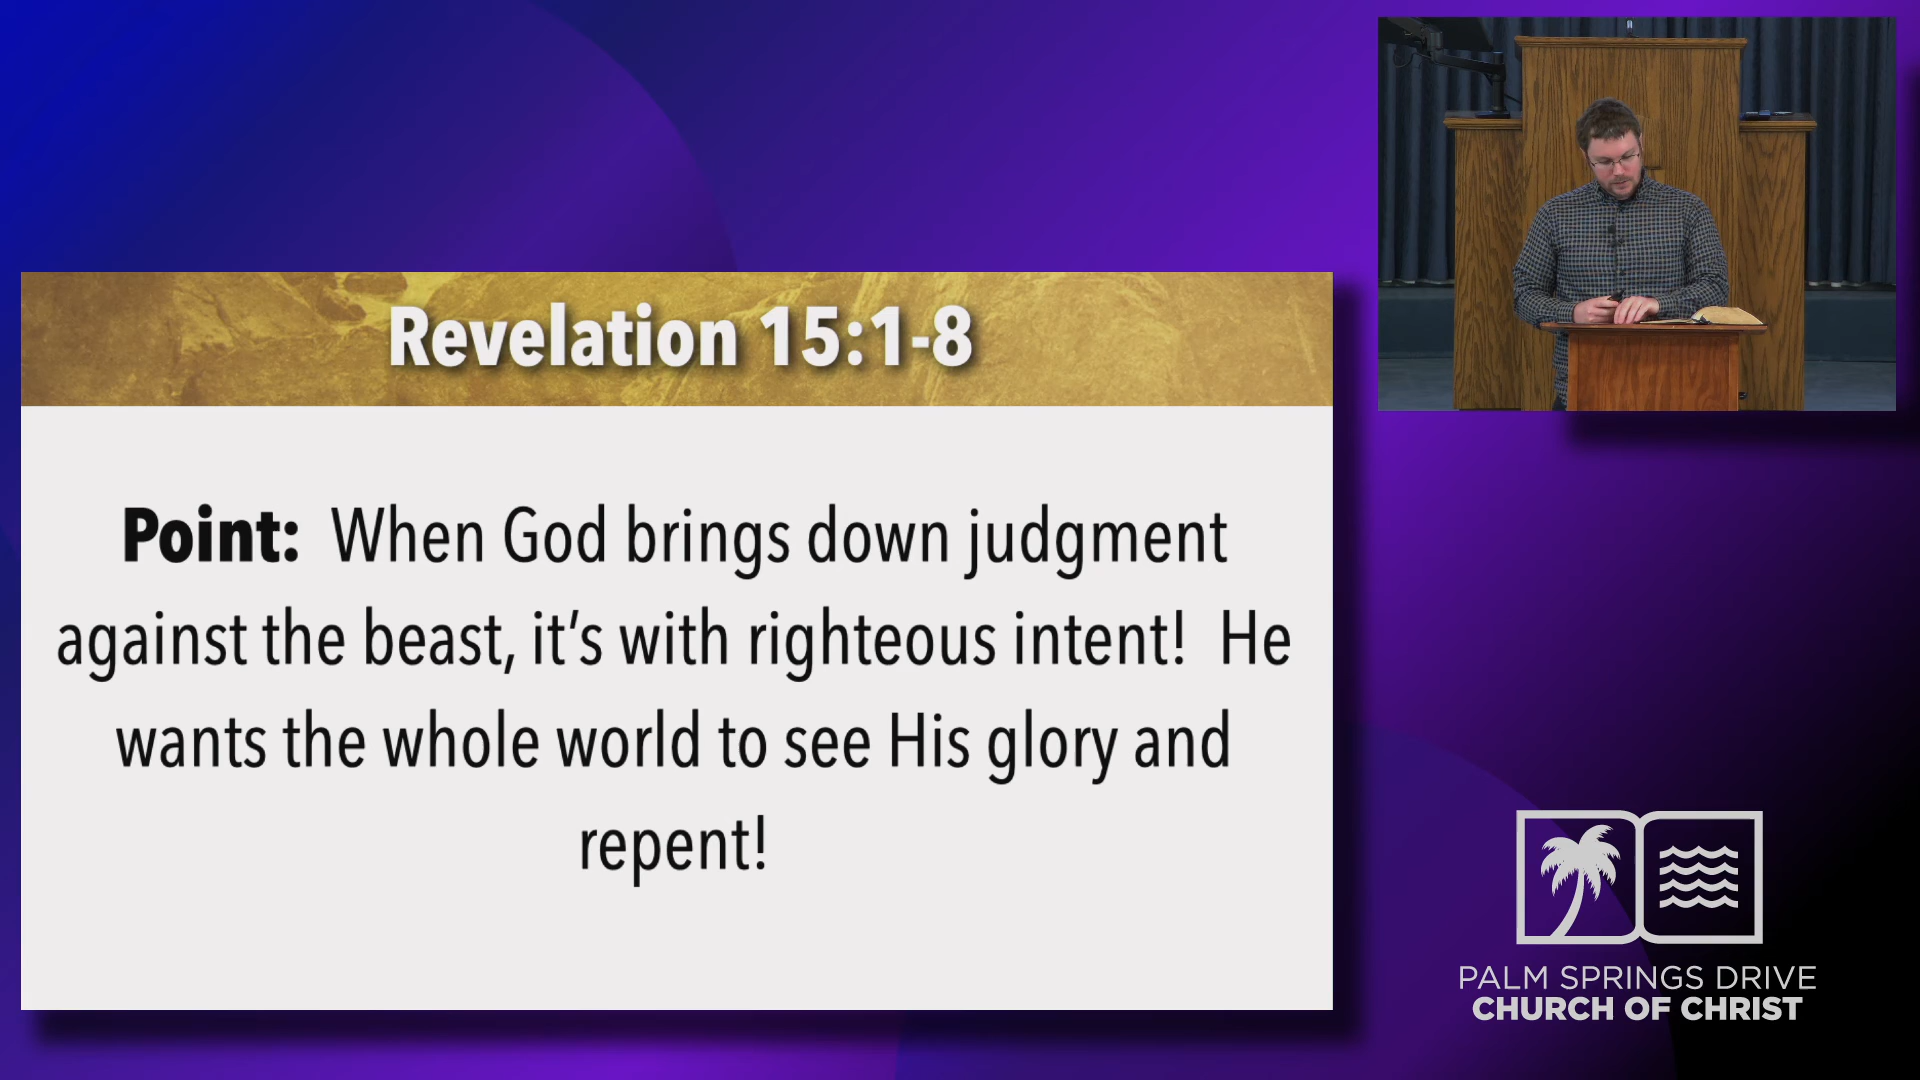 Revelation 15:1-8
Point: When God brings down judgment
against the beast, it’s with righteous intent! He
wants the whole world to see His glory and
repent!
PALM SPRINGS DRIVE
CHURCH OF CHRIST